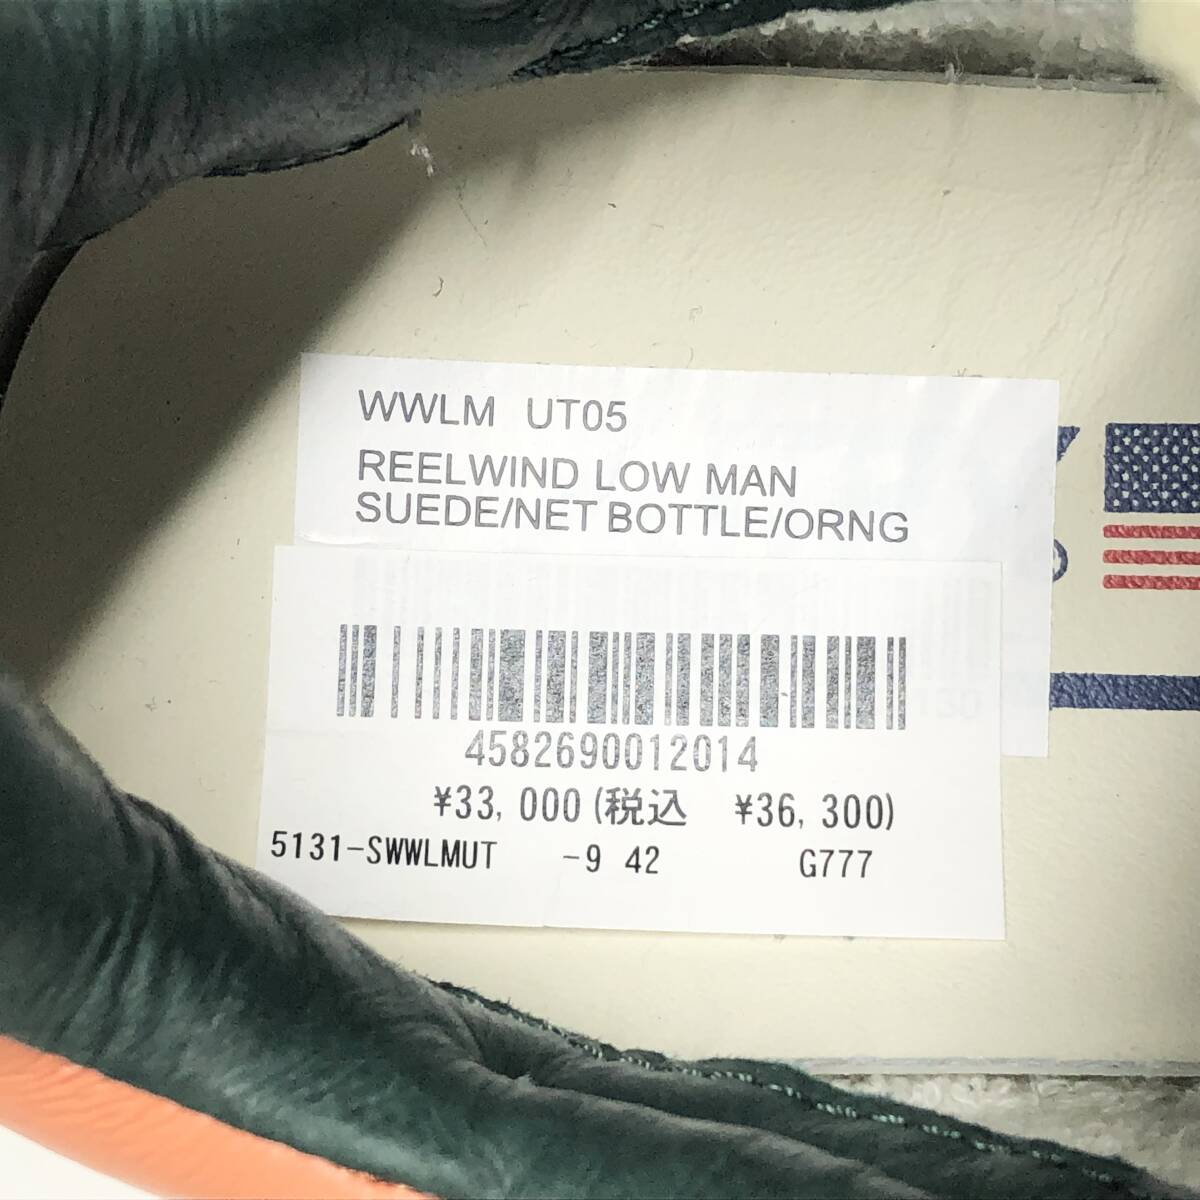 WWLM UT05
REELWIND LOW MAN
SUEDE/NET BOTTLE/ORNG
4582690012014
¥33,000(税込 ¥36,300)
5131-SWWLMUT -9 42 G777